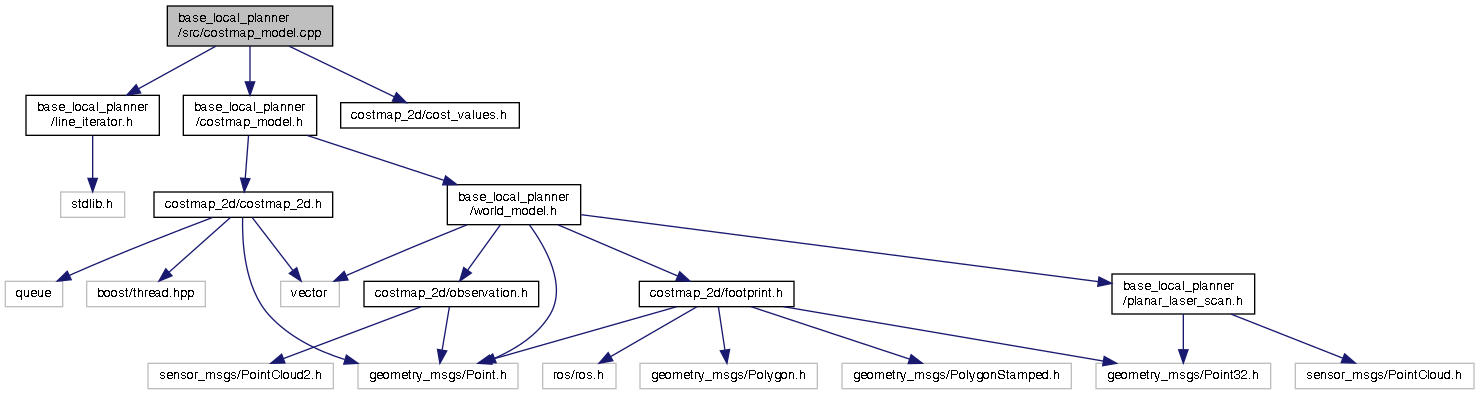 base_local_planner
/src/costmap_model.cpp
base_local_planner
/line_iterator.h
base_local_planner
/costmap_model.h
costmap_2d/cost_values.h
stdlib.h
costmap_2d/costmap_2d.h
base_local_planner
/world_model.h
queue
boost/thread.hpp
vector
costmap_2d/observation.h
costmap_2d/footprint.h
base_local_planner
/planar_laser_scan.h
sensor_msgs/PointCloud2.h
geometry_msgs/Point.h
ros/ros.h
geometry_msgs/Polygon.h
geometry_msgs/PolygonStamped.h
geometry_msgs/Point32.h
sensor_msgs/PointCloud.h